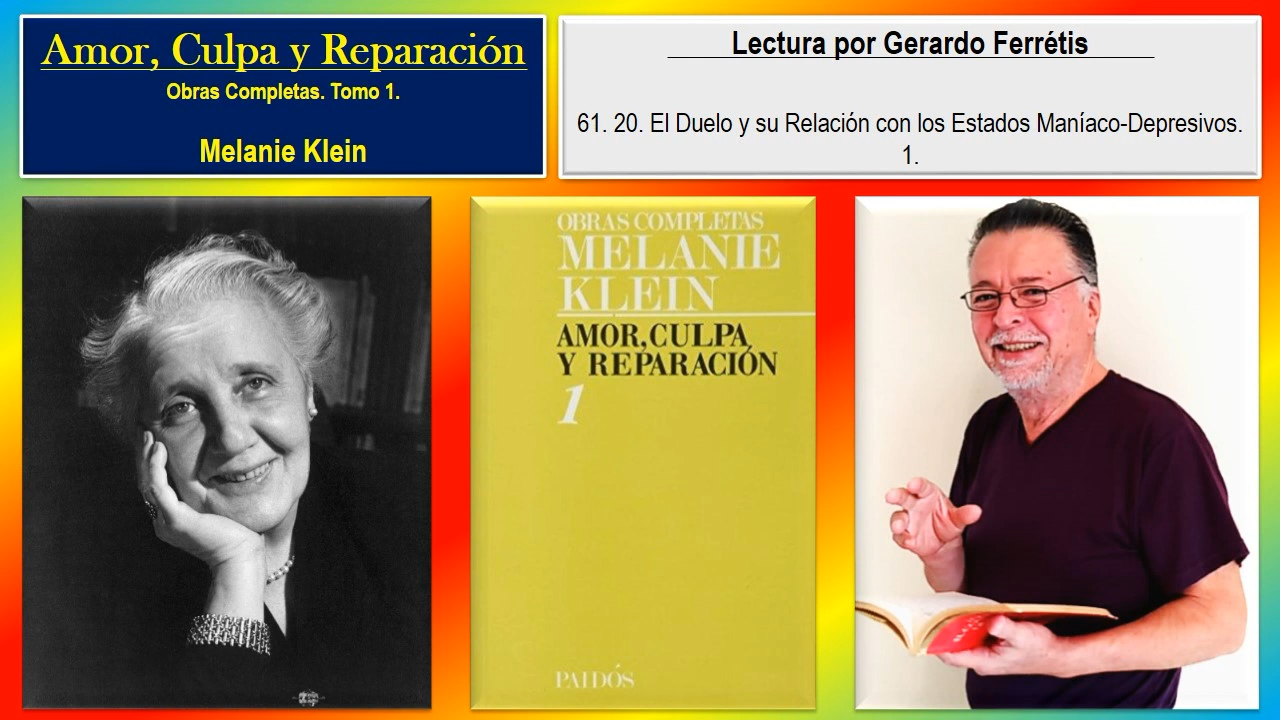 Amor, Culpa y Reparación
Obras Completas. Tomo 1.
Melanie Klein
Lectura por Gerardo Ferrétis
61. 20. El Duelo y su Relación con los Estados Maníaco-Depresivos.
1.
OBRAS COMPLETAS
MELANIE
KLEIN
AMOR, CULPA
Y REPARACIÓN
1
PAIDÓS